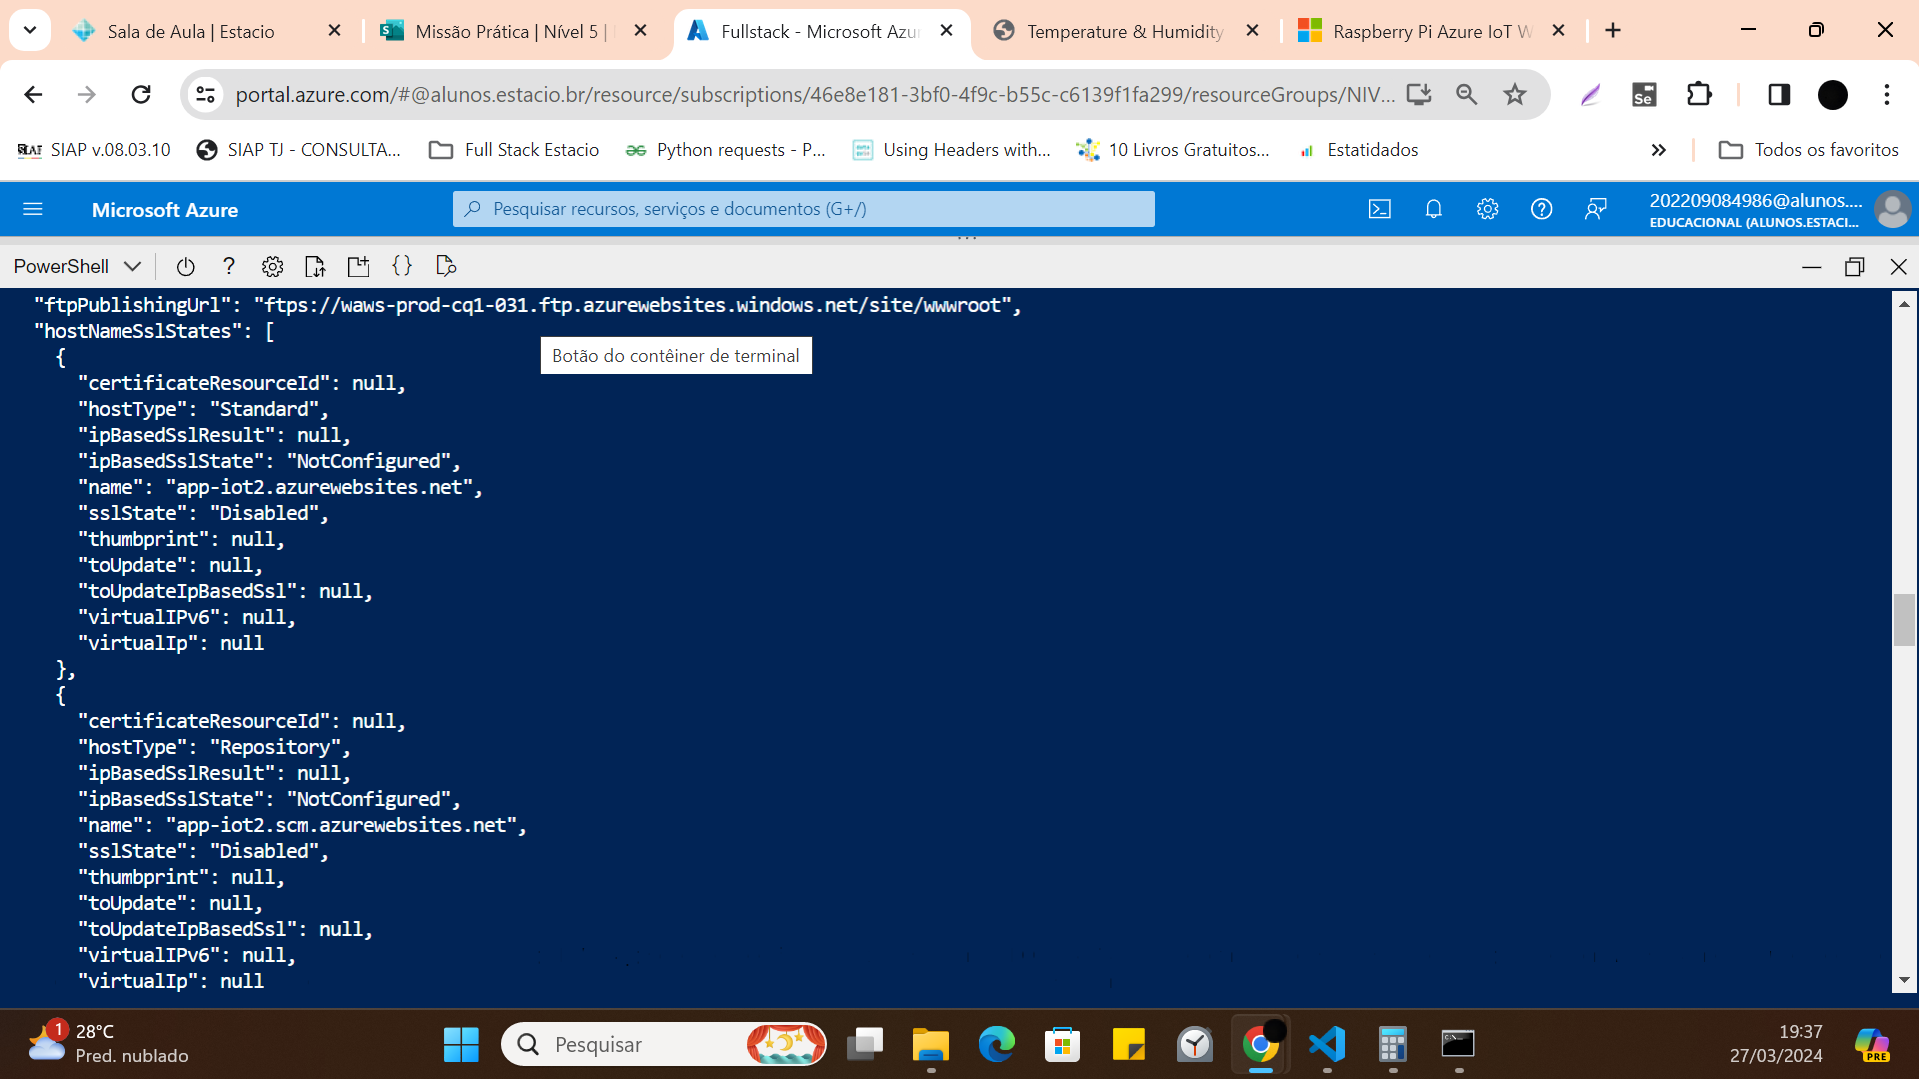 Sala de Aula | Estacio
Missão Prática | Nível 5 |
Fullstack - Microsoft Azu
Temperature & Humidity
Raspberry Pi Azure IoT W
portal.azure.com/#@alunos.estacio.br/resource/subscriptions/46e8e181-3bf0-4f9c-b55c-c6139f1fa299/resourceGroups/NIV...
Se
SIAP v.08.03.10
SIAP TJ - CONSULTA...
Full Stack Estacio
Python requests - P...
Using Headers with...
10 Livros Gratuitos...
Estatidados
Todos os favoritos
Microsoft Azure
Pesquisar recursos, serviços e documentos (G+/)
202209084986@alunos....
EDUCACIONAL (ALUNOS.ESTACI...
PowerShell
"ftpPublishingUrl": "ftps://waws-prod-cq1-031.ftp.azurewebsites.windows.net/site/wwwroot",
"hostNameSslStates": [
Botão do contêiner de terminal
{
"certificateResourceId": null,
"hostType": "Standard",
"ipBasedSslResult": null,
"ipBasedSslState": "NotConfigured",
"name": "app-iot2.azurewebsites.net",
"sslState": "Disabled",
"thumbprint": null,
"toUpdate": null,
"toUpdateIpBasedSsl": null,
"virtualIPv6": null,
"virtualIp": null
},
{
"certificateResourceId": null,
"hostType": "Repository",
"ipBasedSslResult": null,
"ipBasedSslState": "NotConfigured",
"name": "app-iot2.scm.azurewebsites.net",
"sslState": "Disabled",
"thumbprint": null,
"toUpdate": null,
"toUpdateIpBasedSsl": null,
"virtualIPv6": null,
"virtualIp": null
1
28°C
Pred. nublado
Pesquisar
19:37
27/03/2024
PRE